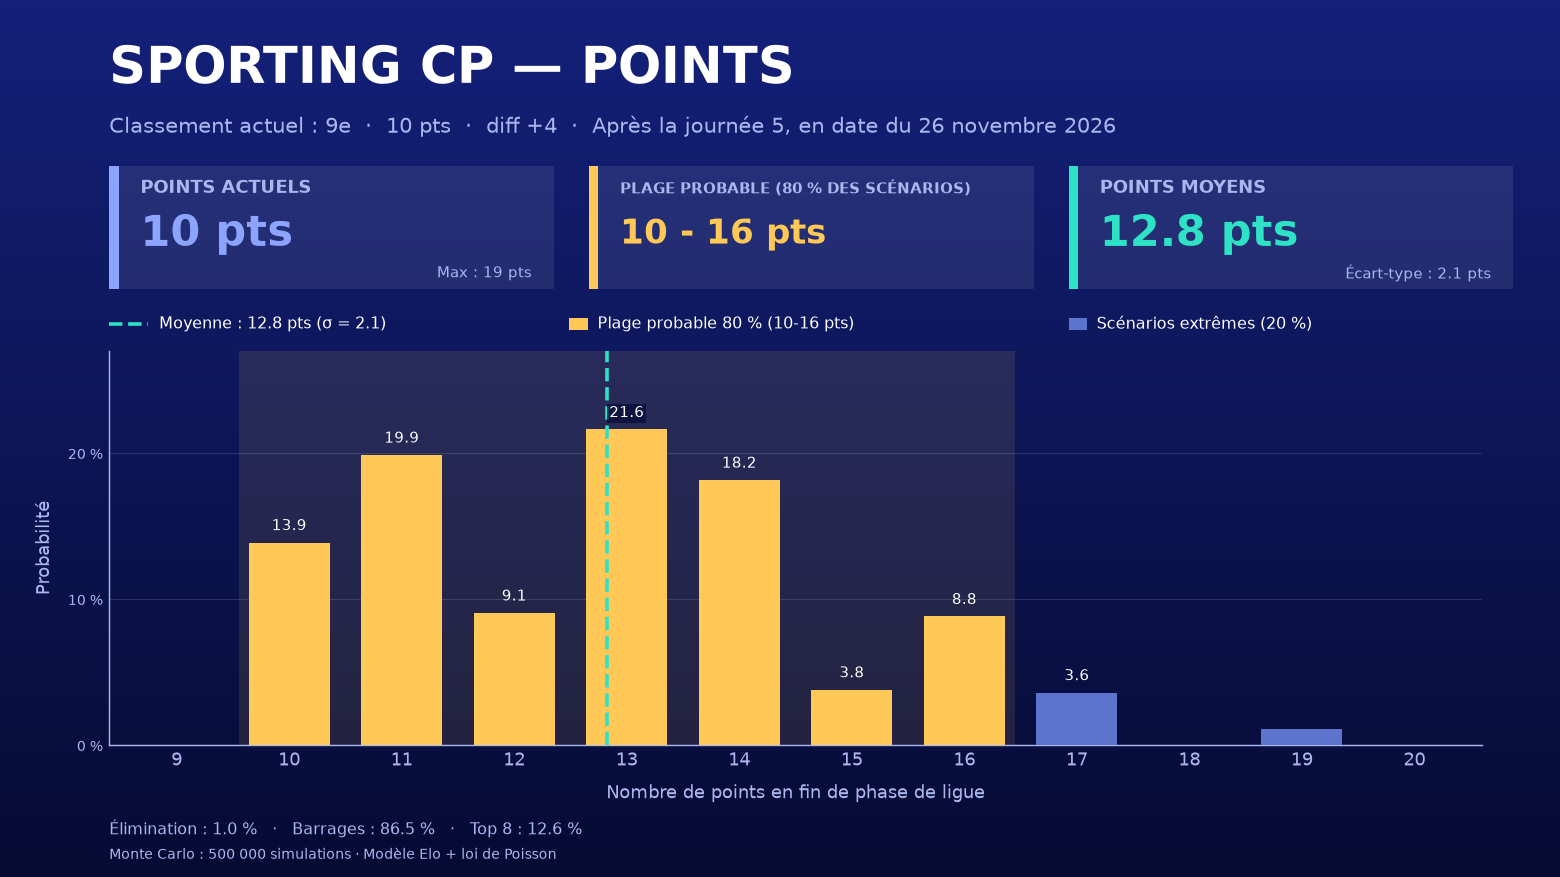 SPORTING CP — POINTS
Classement actuel : 9e · 10 pts · diff +4 · Après la journée 5, en date du 26 novembre 2026
POINTS ACTUELS
10 pts
Max : 19 pts
PLAGE PROBABLE (80 % DES SCÉNARIOS)
10 - 16 pts
POINTS MOYENS
12.8 pts
Écart-type : 2.1 pts
Moyenne : 12.8 pts (σ = 2.1)
Plage probable 80 % (10-16 pts)
Scénarios extrêmes (20 %)
Probabilité
20 %
10 %
0 %
13.9
19.9
9.1
21.6
18.2
3.8
8.8
3.6
9 10 11 12 13 14 15 16 17 18 19 20
Nombre de points en fin de phase de ligue
Élimination : 1.0 % · Barrages : 86.5 % · Top 8 : 12.6 %
Monte Carlo : 500 000 simulations · Modèle Elo + loi de Poisson